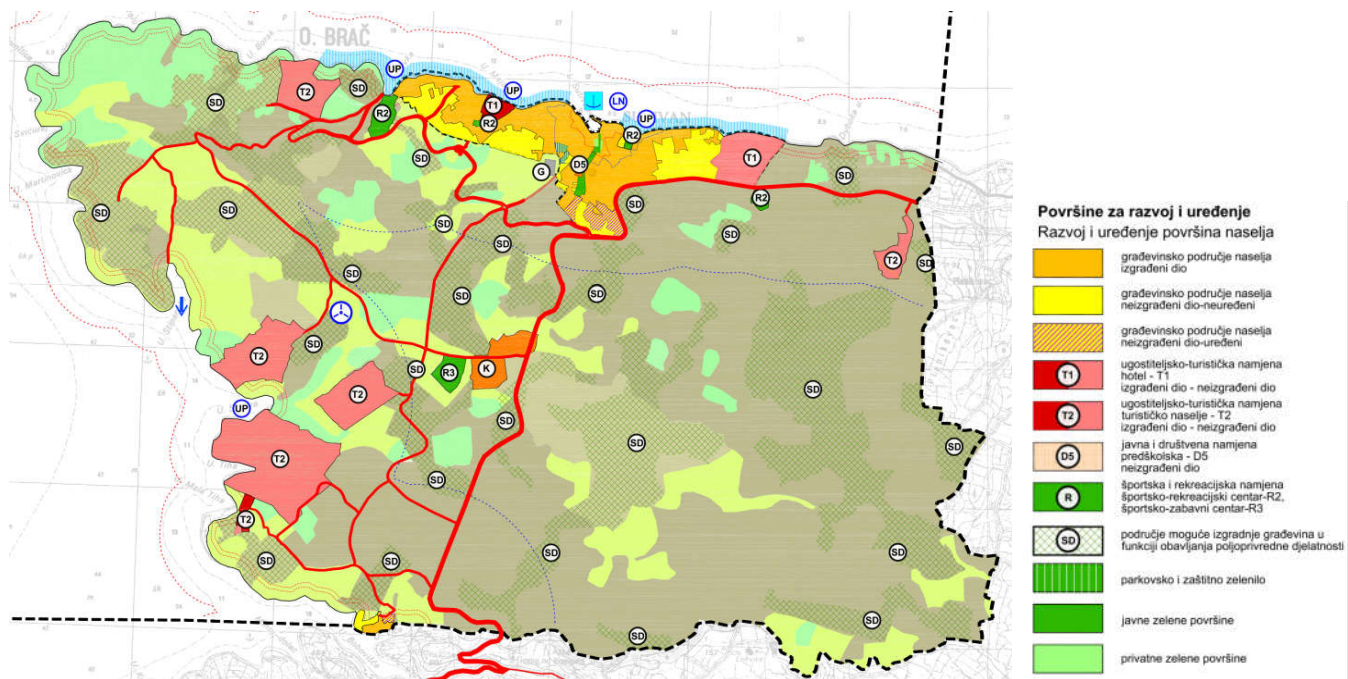 O. BRAČ
UP
T2
SD
SD
R2
UP
T1
R2
LN
UP
R2
T1
SD
SD
G
D5
SD
SD
SD
SD
R2
SD
SD
SD
T2
SD
SD
SD
SD
T2
SD
SD
R3
K
T2
SD
SD
SD
SD
UP
T2
SD
T2
SD
SD
SD
SD
SD
SD
Površine za razvoj i uređenje
Razvoj i uređenje površina naselja
građevinsko područje naselja
izgrađeni dio
građevinsko područje naselja
neizgrađeni dio-neuređeni
građevinsko područje naselja
neizgrađeni dio-uređeni
T1
ugostiteljsko-turistička namjena
hotel - T1
izgrađeni dio - neizgrađeni dio
T2
ugostiteljsko-turistička namjena
turističko naselje - T2
izgrađeni dio - neizgrađeni dio
D5
javna i društvena namjena
predškolska - D5
neizgrađeni dio
R
športska i rekreacijska namjena
športsko-rekreacijski centar-R2,
športsko-zabavni centar-R3
SD
područje moguće izgradnje građevina u
funkciji obavljanja poljoprivredne djelatnosti
parkovsko i zaštitno zelenilo
javne zelene površine
privatne zelene površine